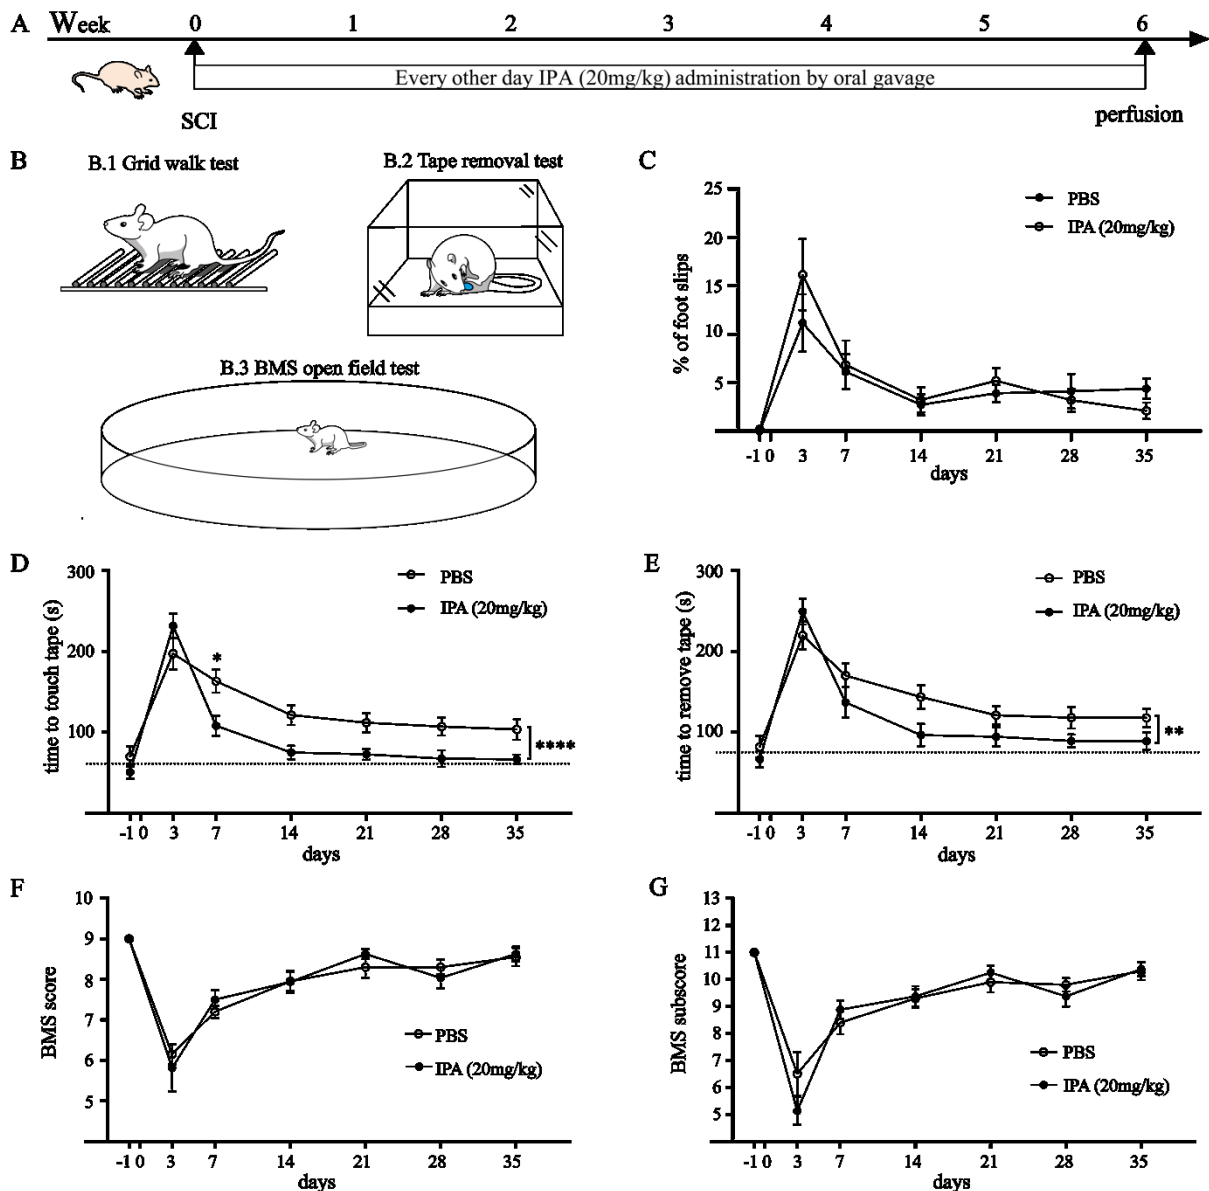 A Week 0 1 2 3 4 5 6
Every other day IPA (20mg/kg) administration by oral gavage
SCI
perfusion
B
B.1 Grid walk test
B.2 Tape removal test
B.3 BMS open field test
C
25
20
15
10
5
% of foot slips
PBS
IPA (20mg/kg)
-1 0 3 7 14 21 28 35
days
D
300
200
100
time to touch tape (s)
PBS
IPA (20mg/kg)
*
****
-1 0 3 7 14 21 28 35
days
E
300
200
100
time to remove tape (s)
PBS
IPA (20mg/kg)
**
-1 0 3 7 14 21 28 35
days
F
10
9
8
7
6
5
BMS score
PBS
IPA (20mg/kg)
-1 0 3 7 14 21 28 35
days
G
13
12
11
10
9
8
7
6
5
BMS subscore
PBS
IPA (20mg/kg)
-1 0 3 7 14 21 28 35
days